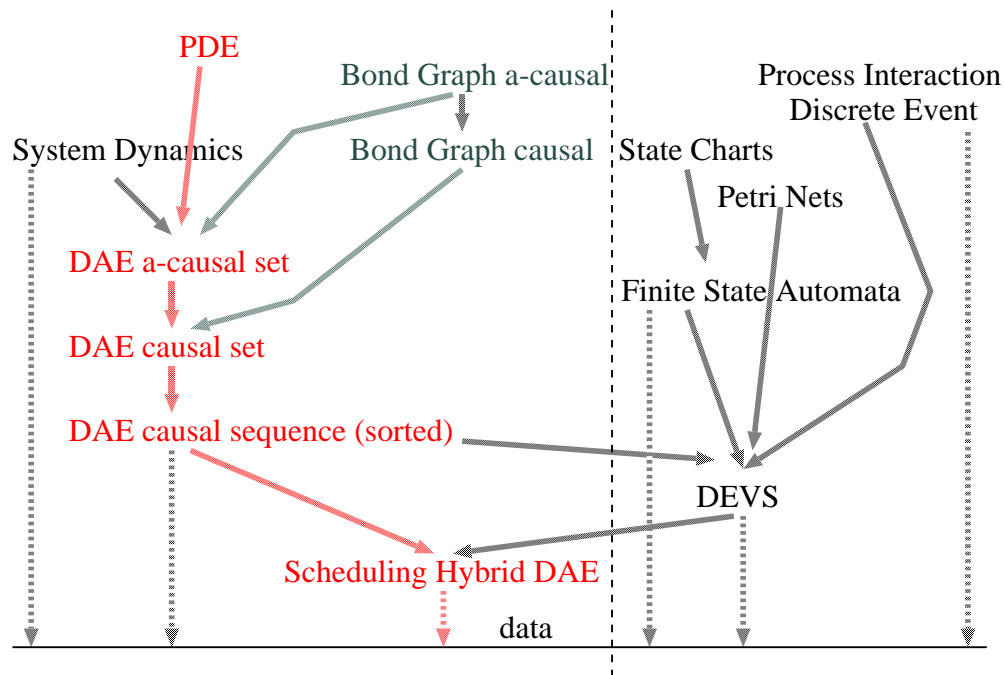 PDE
Bond Graph a-causal
Process Interaction
Discrete Event
System Dynamics
Bond Graph causal
State Charts
Petri Nets
DAE a-causal set
Finite State Automata
DAE causal set
DAE causal sequence (sorted)
DEVS
Scheduling Hybrid DAE
data